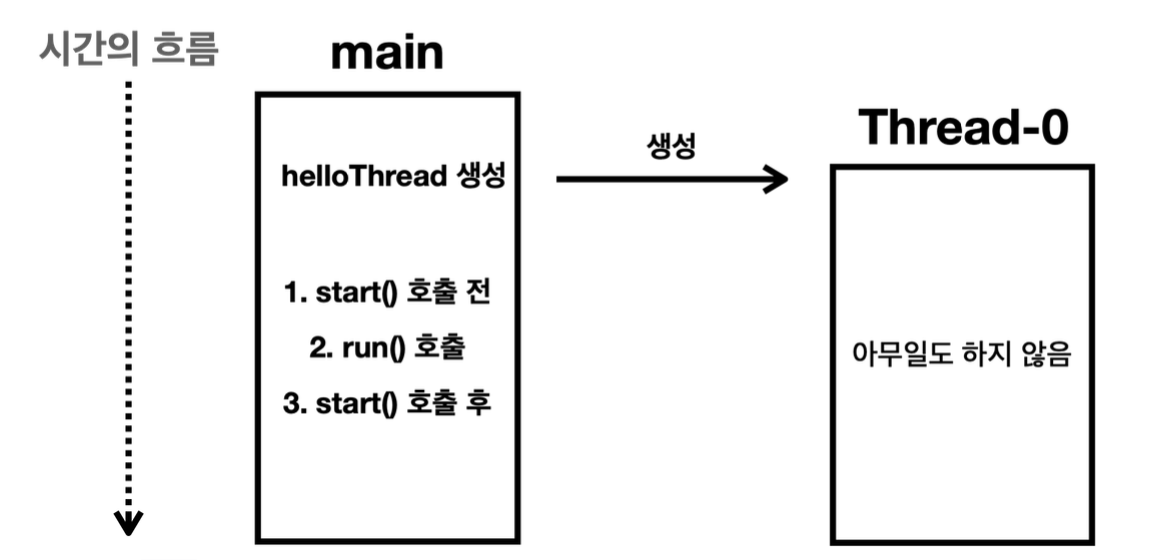 시간의 흐름
main
Thread-0
생성
helloThread 생성
1. start() 호출 전
2. run() 호출
3. start() 호출 후
아무일도 하지 않음